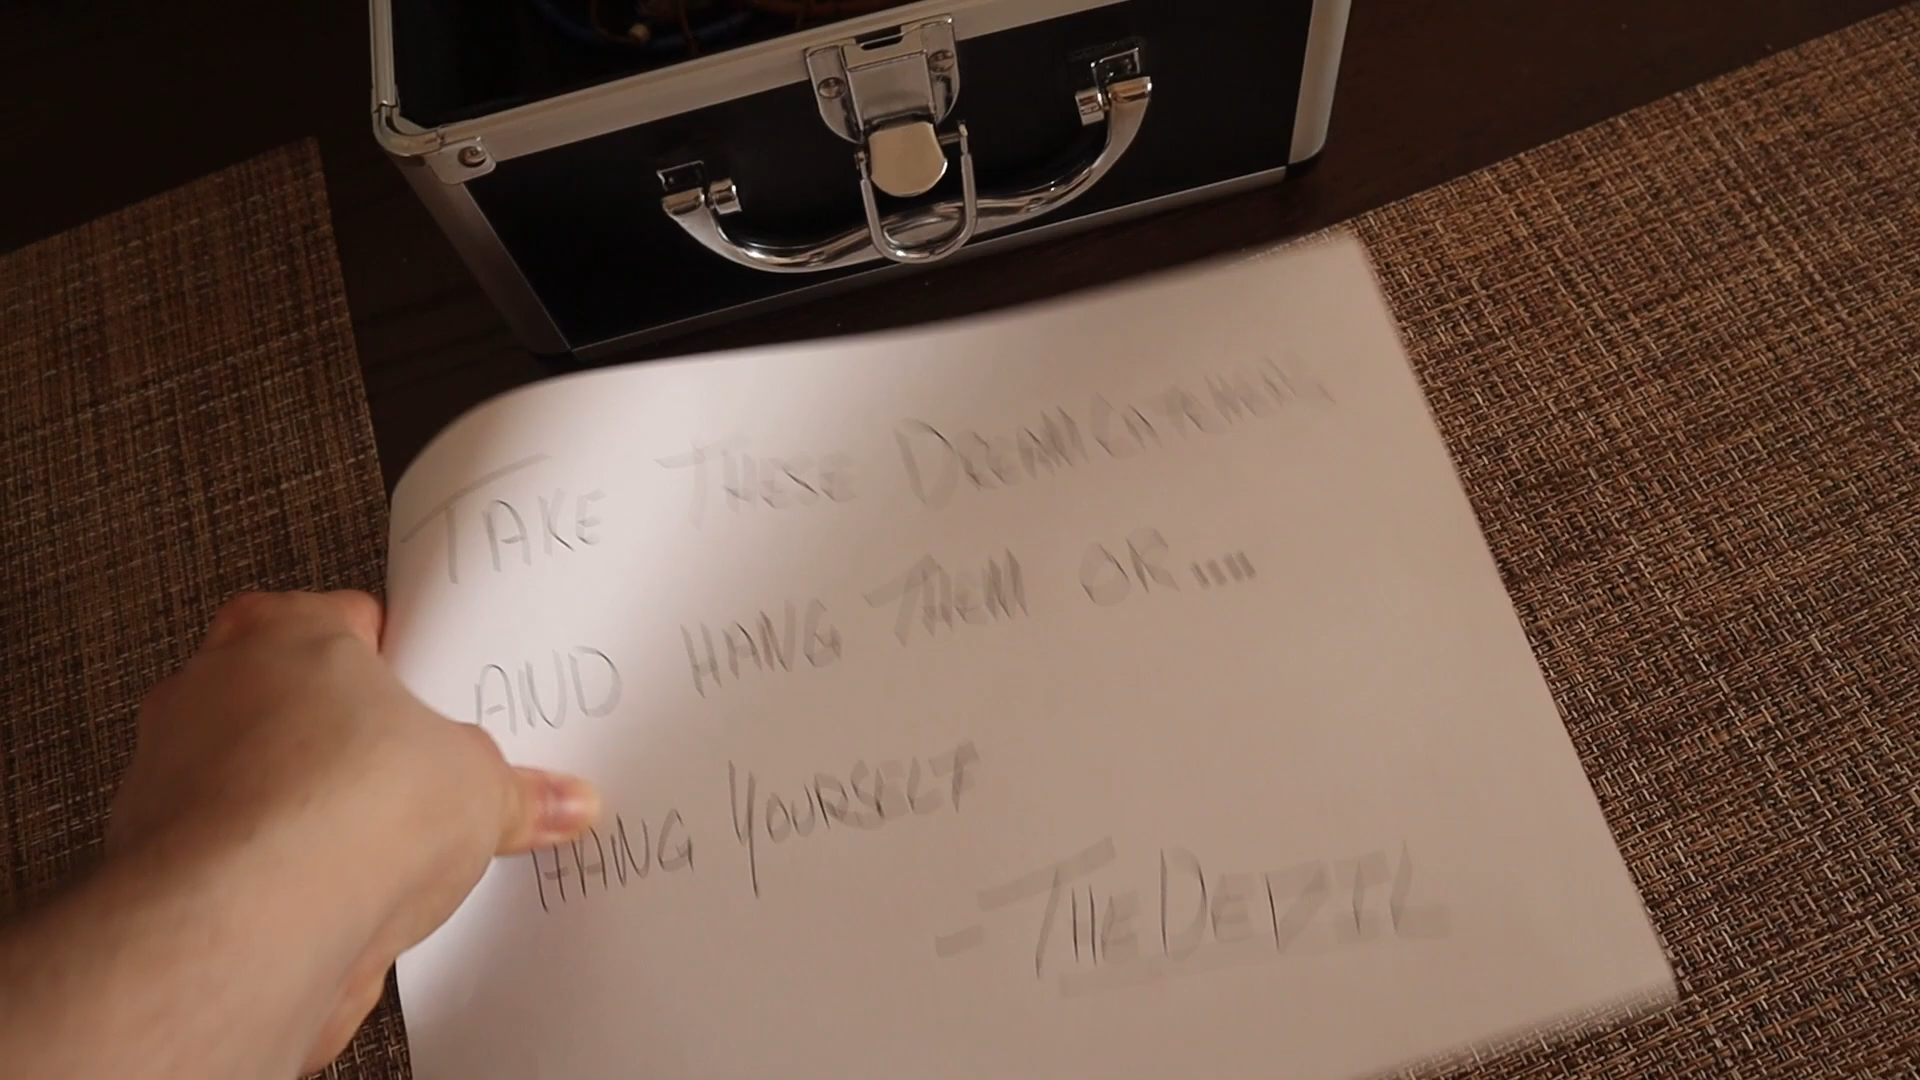 TAKE THESE DREAMCATCHERS,
AND HANG THEM OR....
HANG YOURSELF
-THE DEVIL